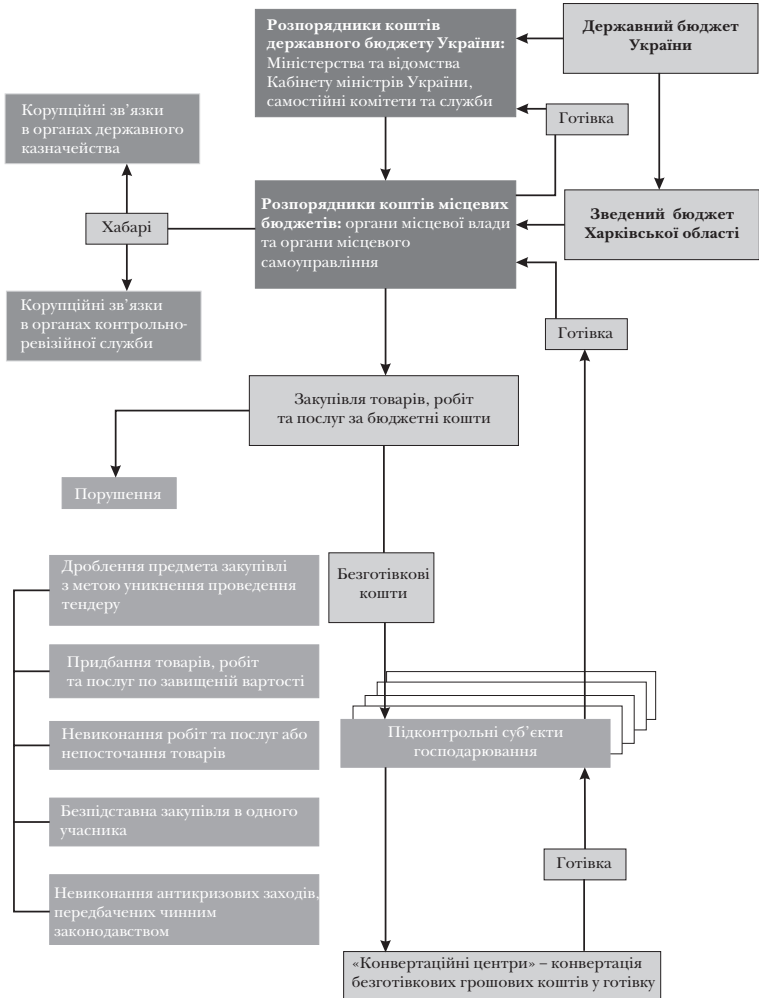 Розпорядники коштів
державного бюджету України:
Міністерства та відомства
Кабінету міністрів України,
самостійні комітети та служби
Державний бюджет
України
Готівка
Корупційні зв'язки
в органах державного
казначейства
Хабарі
Розпорядники коштів місцевих
бюджетів: органи місцевої влади
та органи місцевого
самоуправління
Зведений бюджет
Харківської області
Корупційні зв'язки
в органах контрольно-
ревізійної служби
Готівка
Закупівля товарів, робіт
та послуг за бюджетні кошти
Порушення
Дроблення предмета закупівлі
з метою уникнення проведення
тендеру
Безготівкові
кошти
Придбання товарів, робіт
та послуг по завищеній вартості
Невиконання робіт та послуг або
непосточання товарів
Підконтрольні суб'єкти
господарювання
Безпідставна закупівля в одного
учасника
Готівка
Невиконання антикризових заходів,
передбачених чинним
законодавством
«Конвертаційні центри» – конвертація
безготівкових грошових коштів у готівку